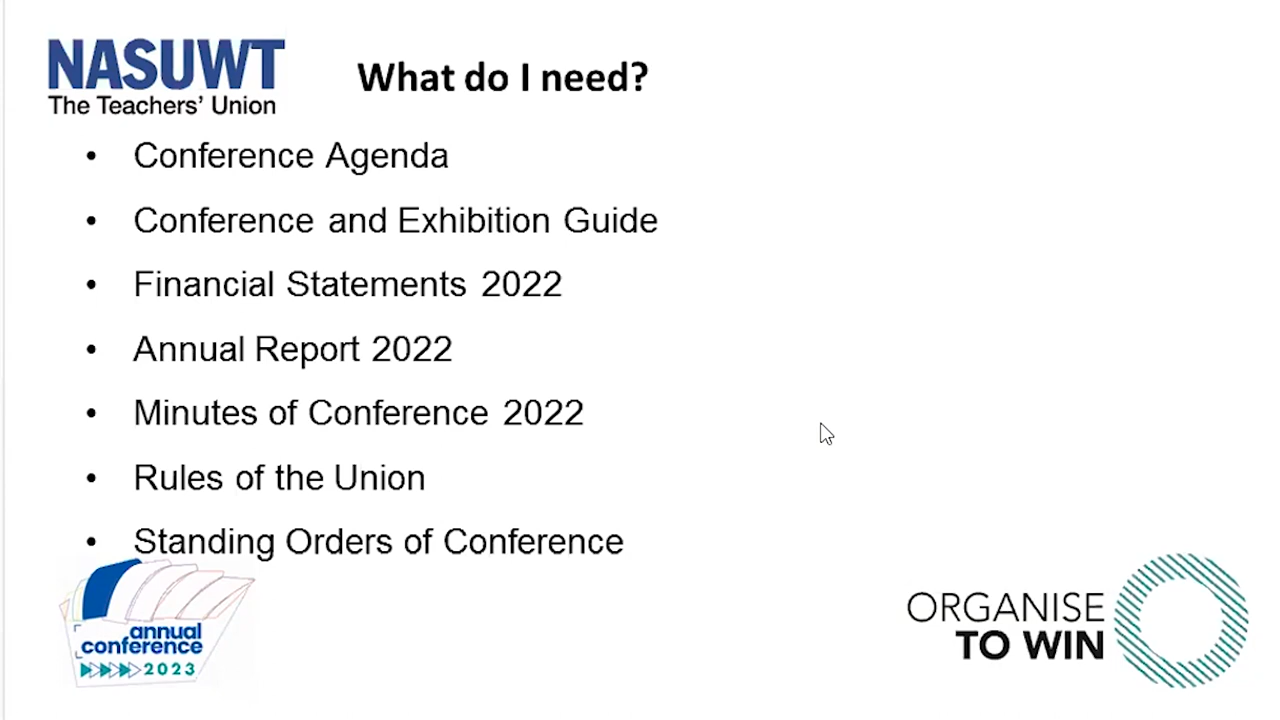 NASUWT
The Teachers' Union
What do I need?
• Conference Agenda
• Conference and Exhibition Guide
• Financial Statements 2022
• Annual Report 2022
• Minutes of Conference 2022
• Rules of the Union
• Standing Orders of Conference
annual
conference
2023
ORGANISE
TO WIN